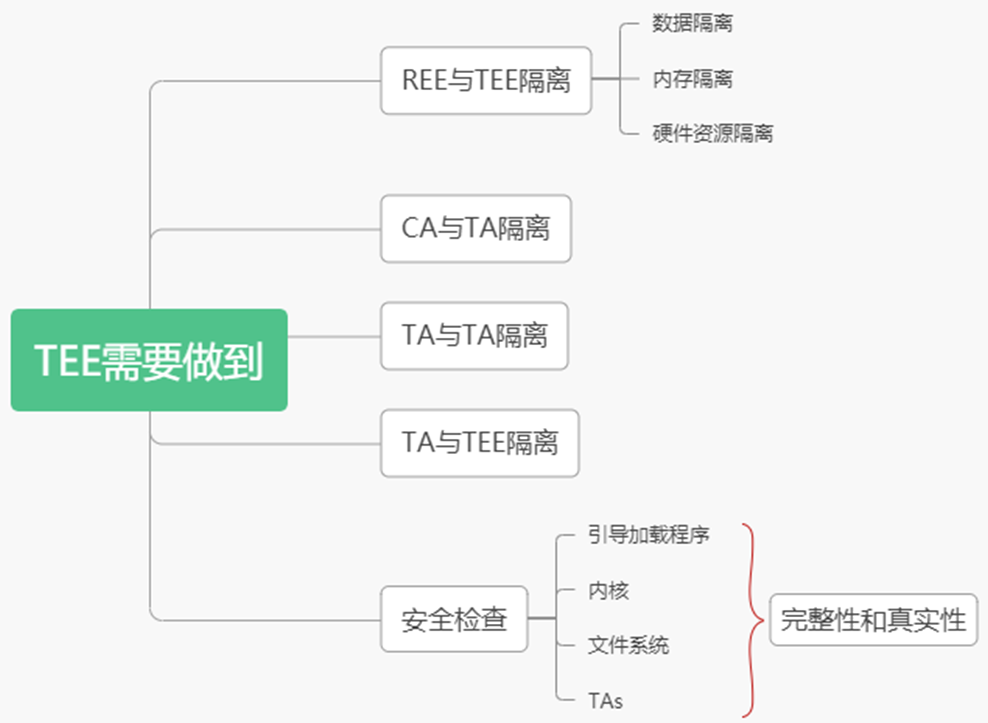 TEE需要做到
REE与TEE隔离
数据隔离
内存隔离
硬件资源隔离
CA与TA隔离
TA与TA隔离
TA与TEE隔离
安全检查
引导加载程序
内核
文件系统
TAs
完整性和真实性